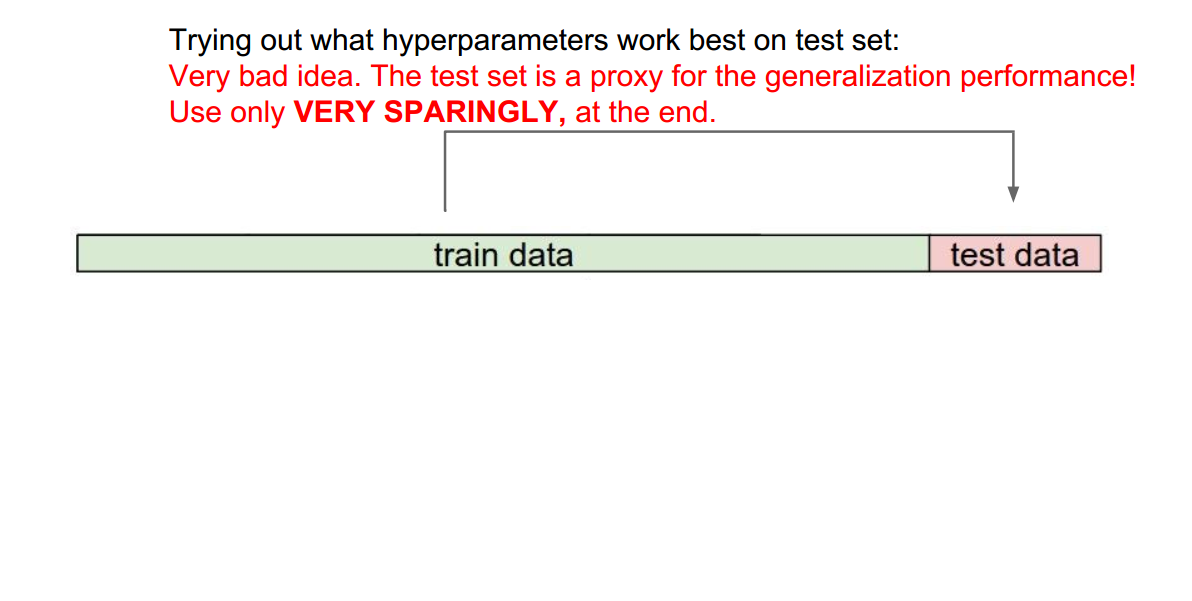 Trying out what hyperparameters work best on test set:
Very bad idea. The test set is a proxy for the generalization performance!
Use only VERY SPARINGLY, at the end.
train data
test data